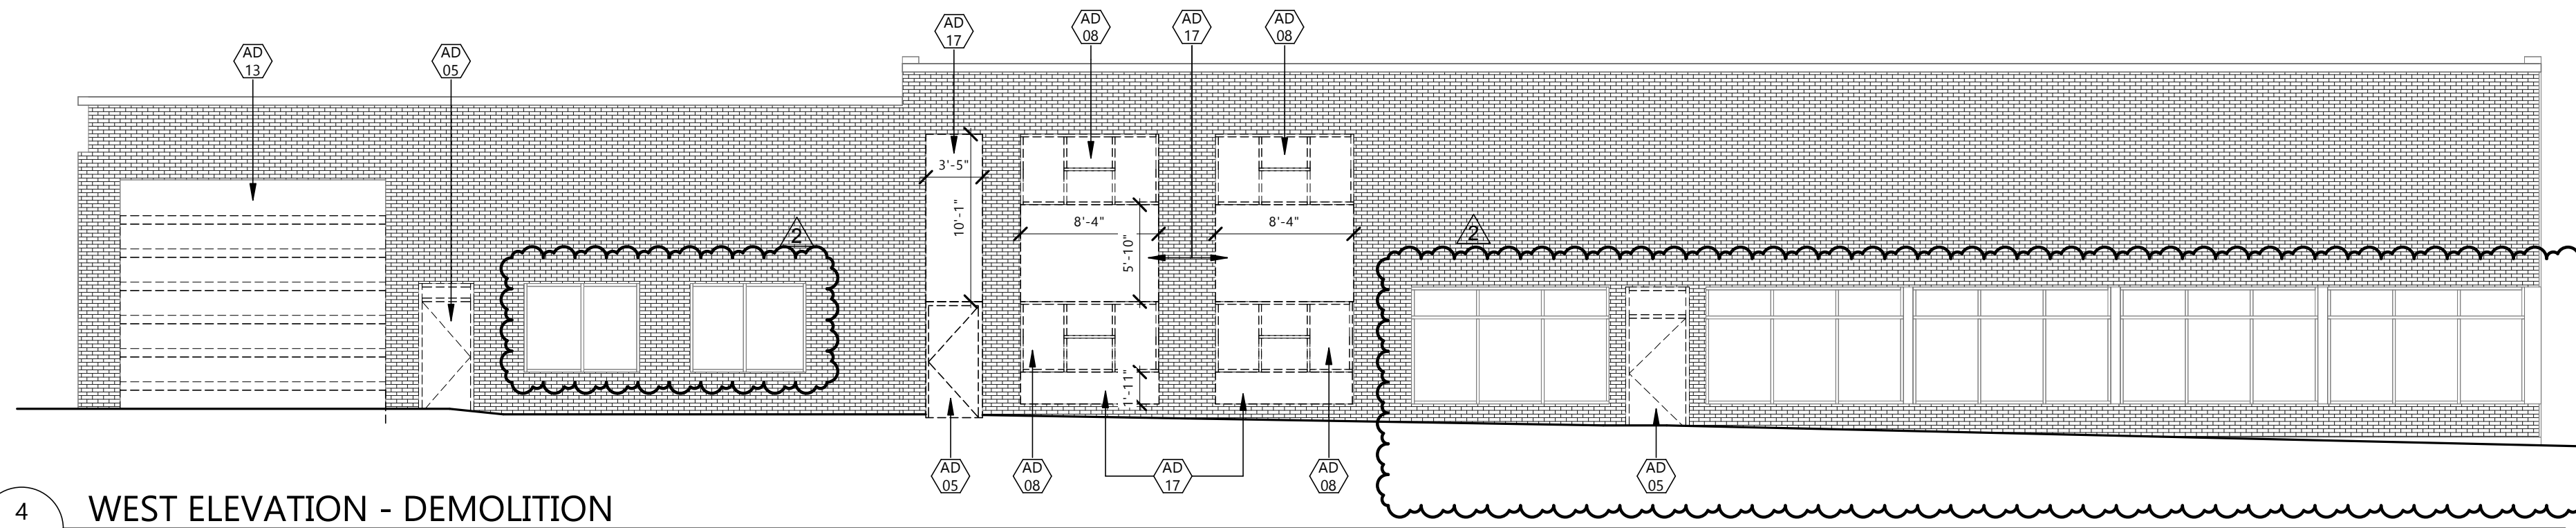 AD
13
AD
05
AD
17
AD
08
AD
17
AD
08
3'-5"
10'-1"
8'-4"
8'-4"
5'-10"
1'-11"
2
2
AD
05
AD
08
AD
17
AD
08
AD
05
4
WEST ELEVATION - DEMOLITION